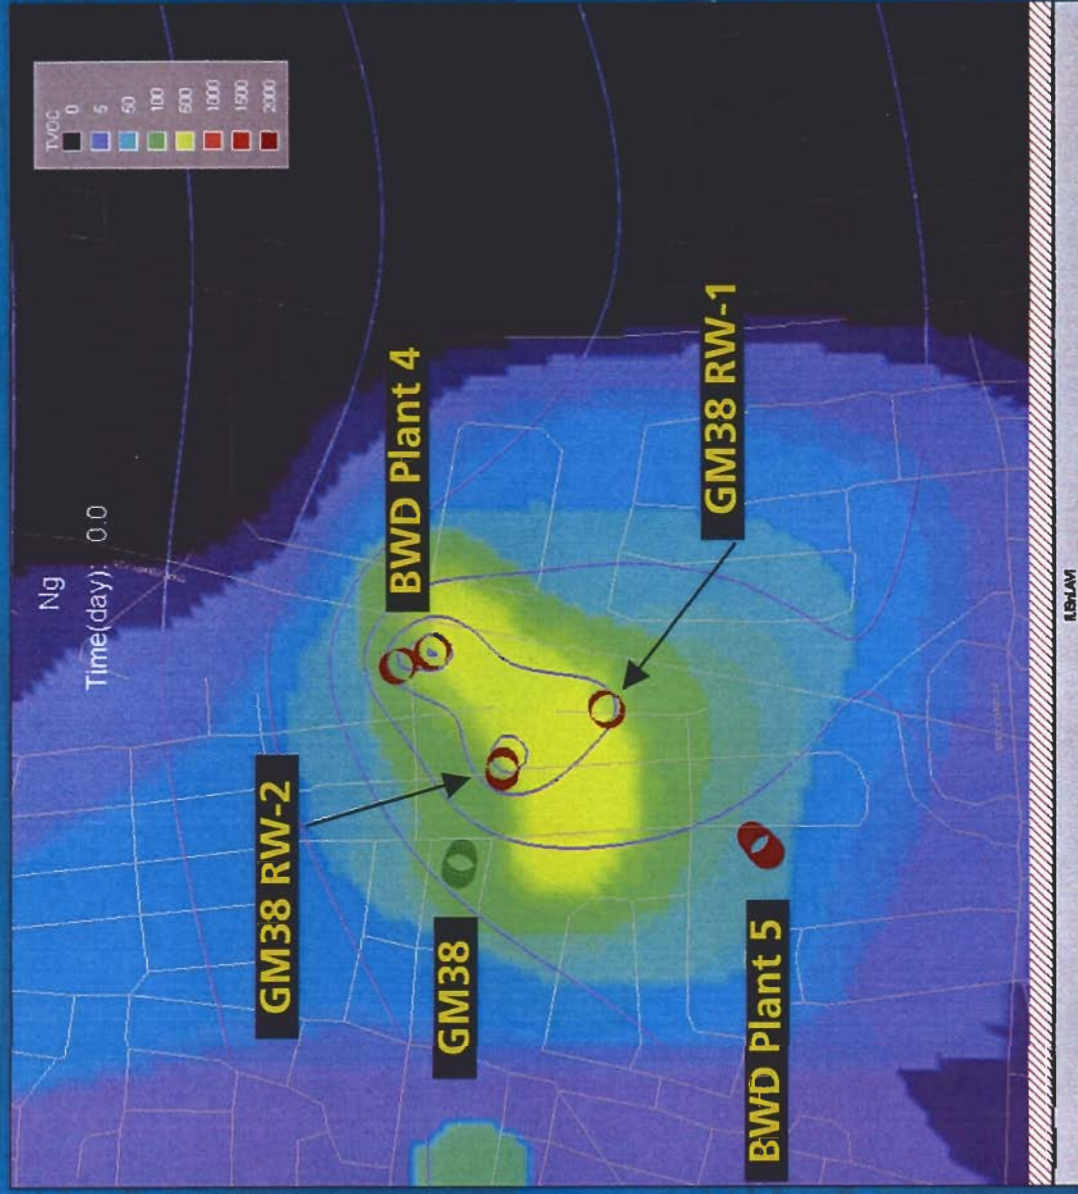 TVOC
0
5
50
100
500
1000
1500
2000
Ng
Time(day): 0.0
BWD Plant 4
GM38 RW-1
GM38 RW-2
GM38
BWD Plant 5